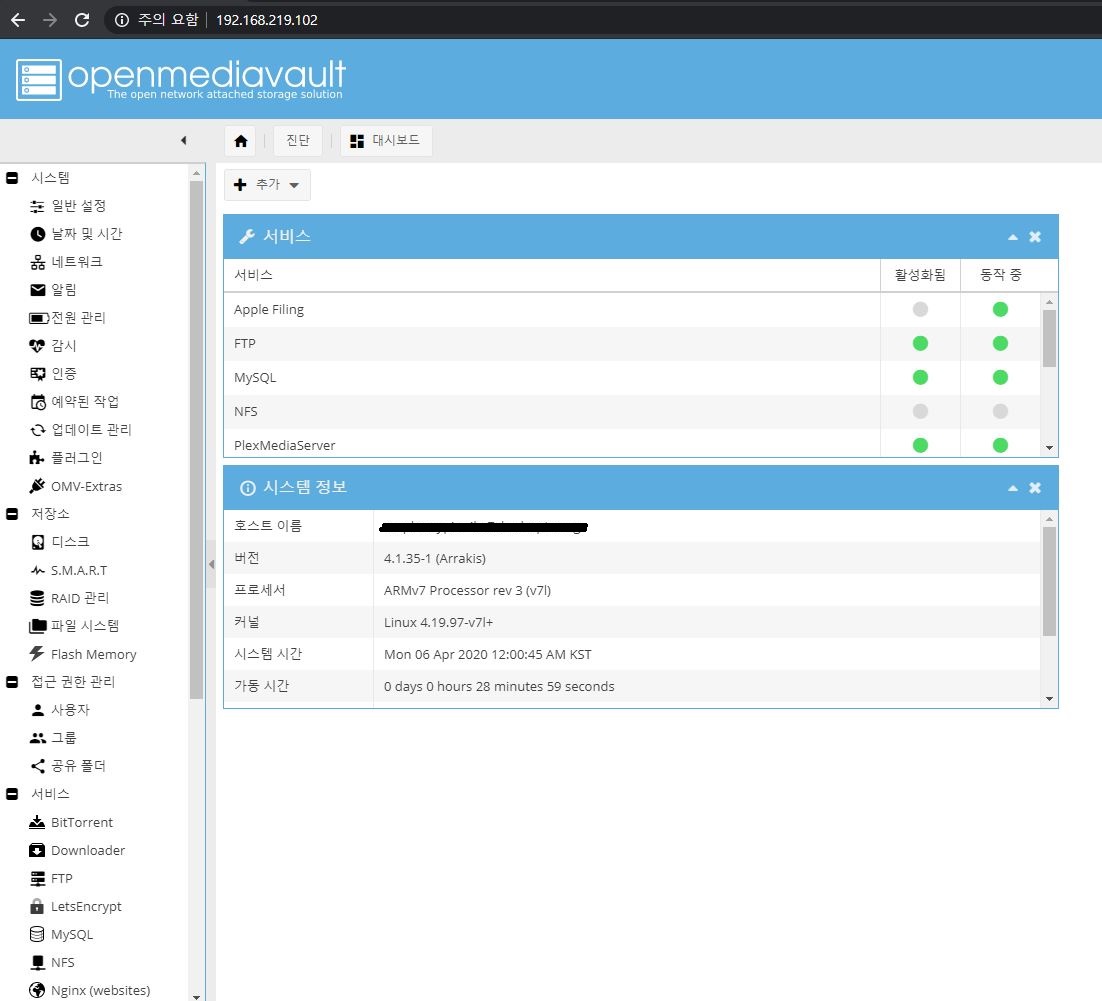 주의 요함 192.168.219.102
openmediavault
The open network attached storage solution
진단 대시보드
시스템
일반 설정
날짜 및 시간
네트워크
알림
전원 관리
감시
인증
예약된 작업
업데이트 관리
플러그인
OMV-Extras
저장소
디스크
S.M.A.R.T
RAID 관리
파일 시스템
Flash Memory
접근 권한 관리
사용자
그룹
공유 폴더
서비스
BitTorrent
Downloader
FTP
LetsEncrypt
MySQL
NFS
Nginx (websites)
추가
서비스
서비스 활성화됨 동작 중
Apple Filing
FTP
MySQL
NFS
PlexMediaServer
시스템 정보
호스트 이름
버전 4.1.35-1 (Arrakis)
프로세서 ARMv7 Processor rev 3 (v7l)
커널 Linux 4.19.97-v7l+
시스템 시간 Mon 06 Apr 2020 12:00:45 AM KST
가동 시간 0 days 0 hours 28 minutes 59 seconds